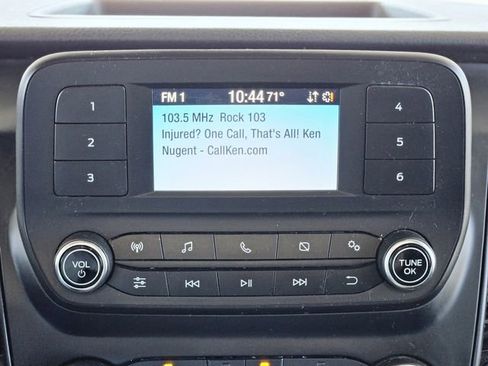 FM 1 10:44 71°
103.5 MHz Rock 103
Injured? One Call, That's All! Ken
Nugent - CallKen.com
1
2
3
4
5
6
VOL
TUNE
OK